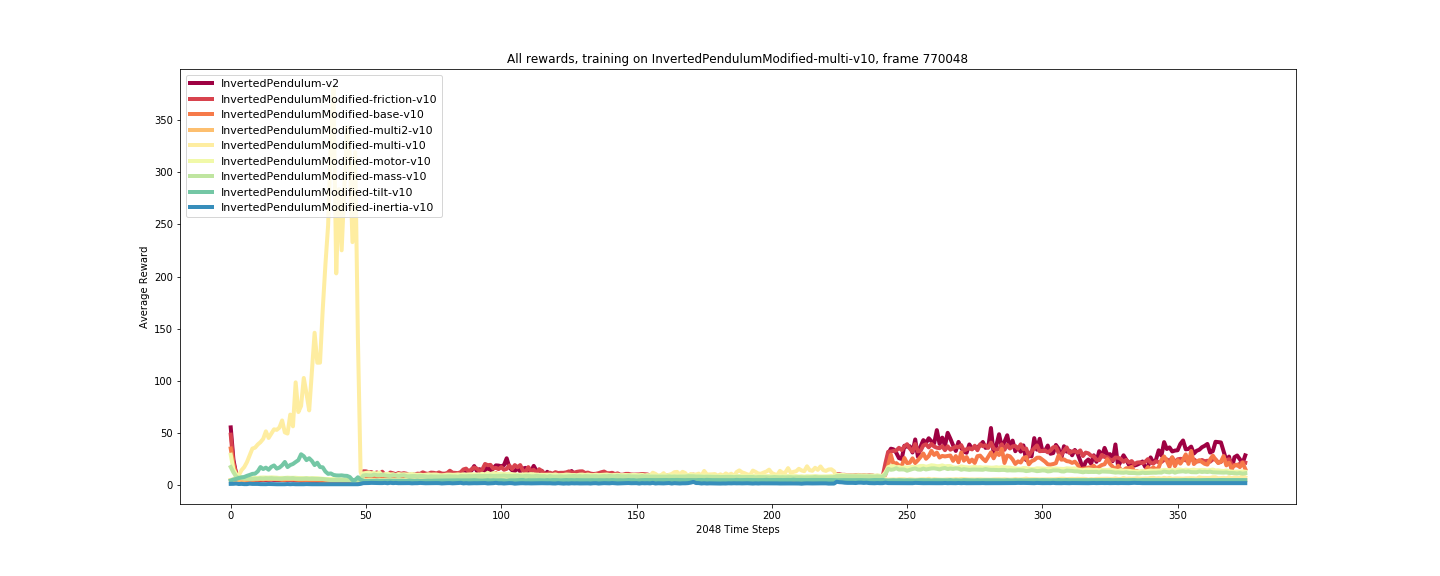 All rewards, training on InvertedPendulumModified-multi-v10, frame 770048
InvertedPendulum-v2
InvertedPendulumModified-friction-v10
InvertedPendulumModified-base-v10
InvertedPendulumModified-multi2-v10
InvertedPendulumModified-multi-v10
InvertedPendulumModified-motor-v10
InvertedPendulumModified-mass-v10
InvertedPendulumModified-tilt-v10
InvertedPendulumModified-inertia-v10
Average Reward
350
300
250
200
150
100
50
0
0 50 100 150 200 250 300 350
2048 Time Steps